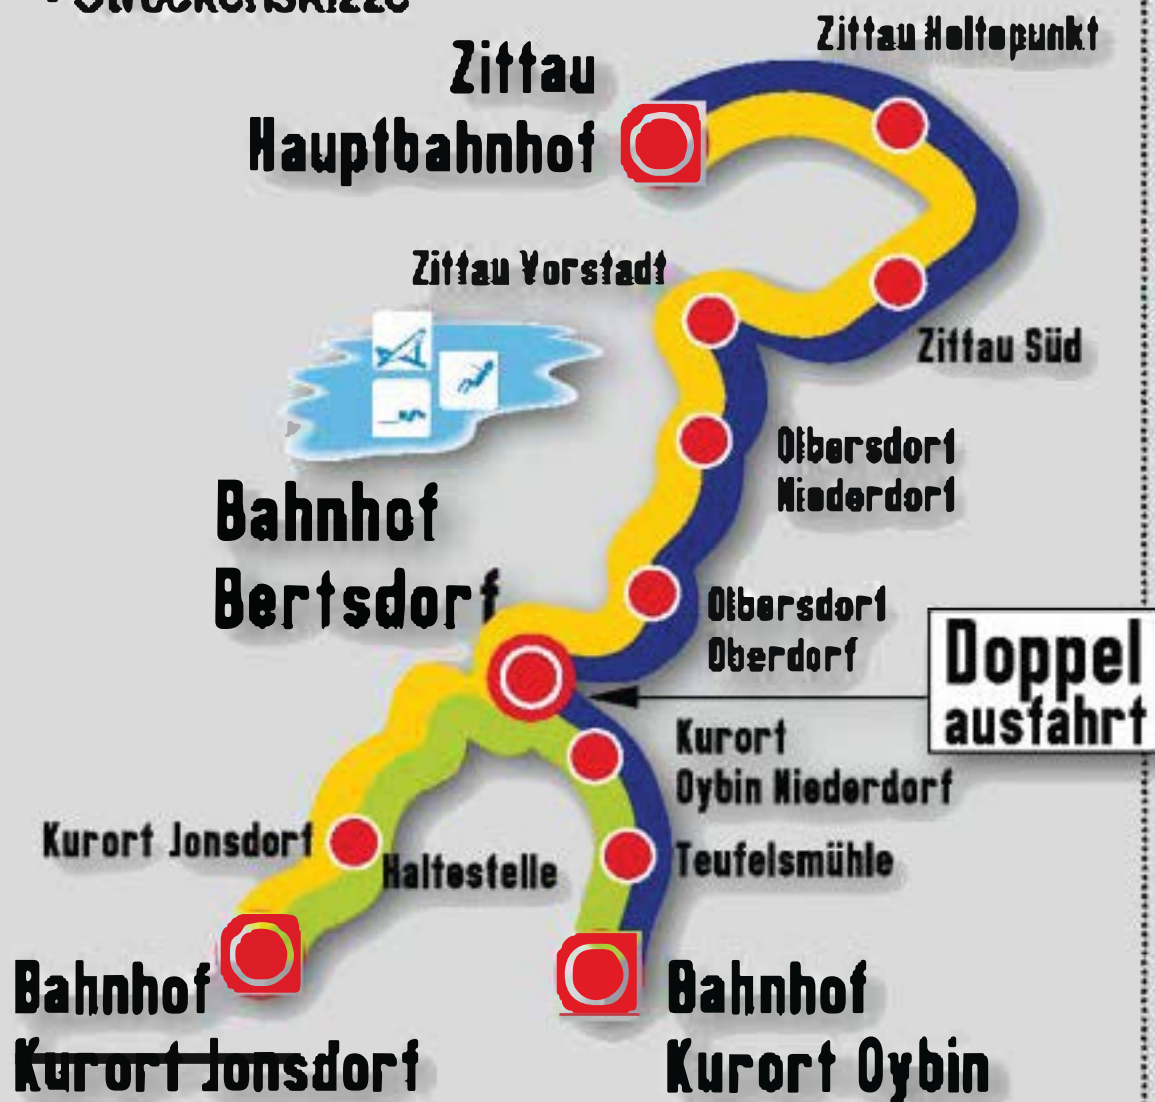 Zittau Haltepunkt
Zittau
Hauptbahnhof
Zittau Vorstadt
Zittau Süd
Olbersdorf
Niederdorf
Bahnhof
Bertsdorf
Olbersdorf
Oberdorf
Doppel
ausfahrt
Kurort
Oybin Niederdorf
Kurort Jonsdorf
Haltestelle
Teufelsmühle
Bahnhof
Kurort Jonsdorf
Bahnhof
Kurort Oybin